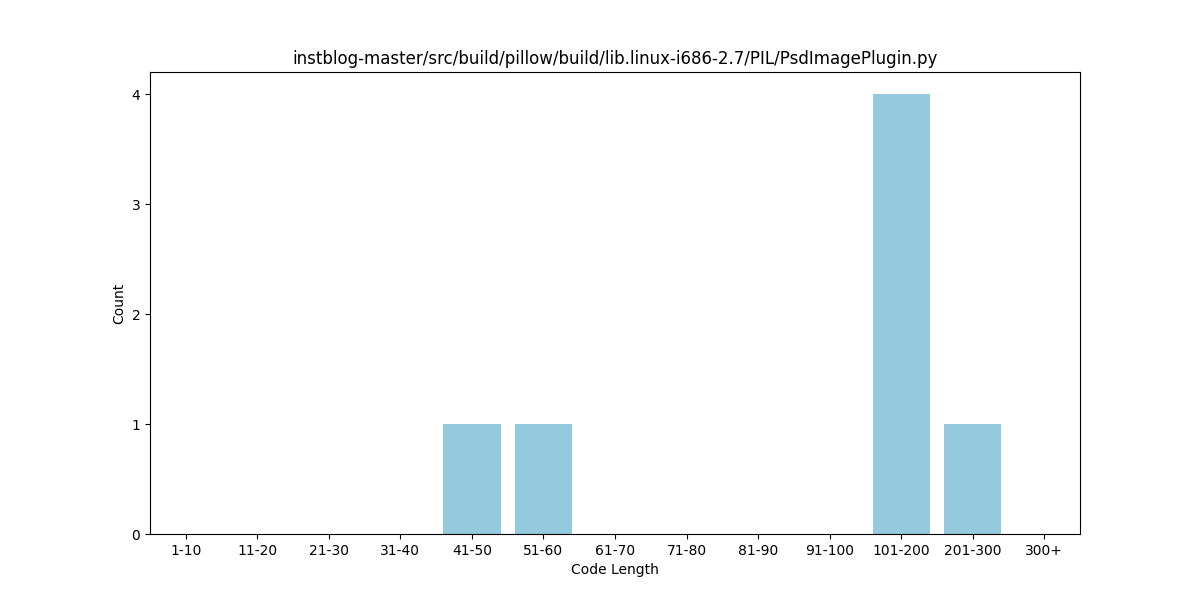 instblog-master/src/build/pillow/build/lib.linux-i686-2.7/PIL/PsdImagePlugin.py
4
3
2
1
0
Count
1-10 11-20 21-30 31-40 41-50 51-60 61-70 71-80 81-90 91-100 101-200 201-300 300+
Code Length